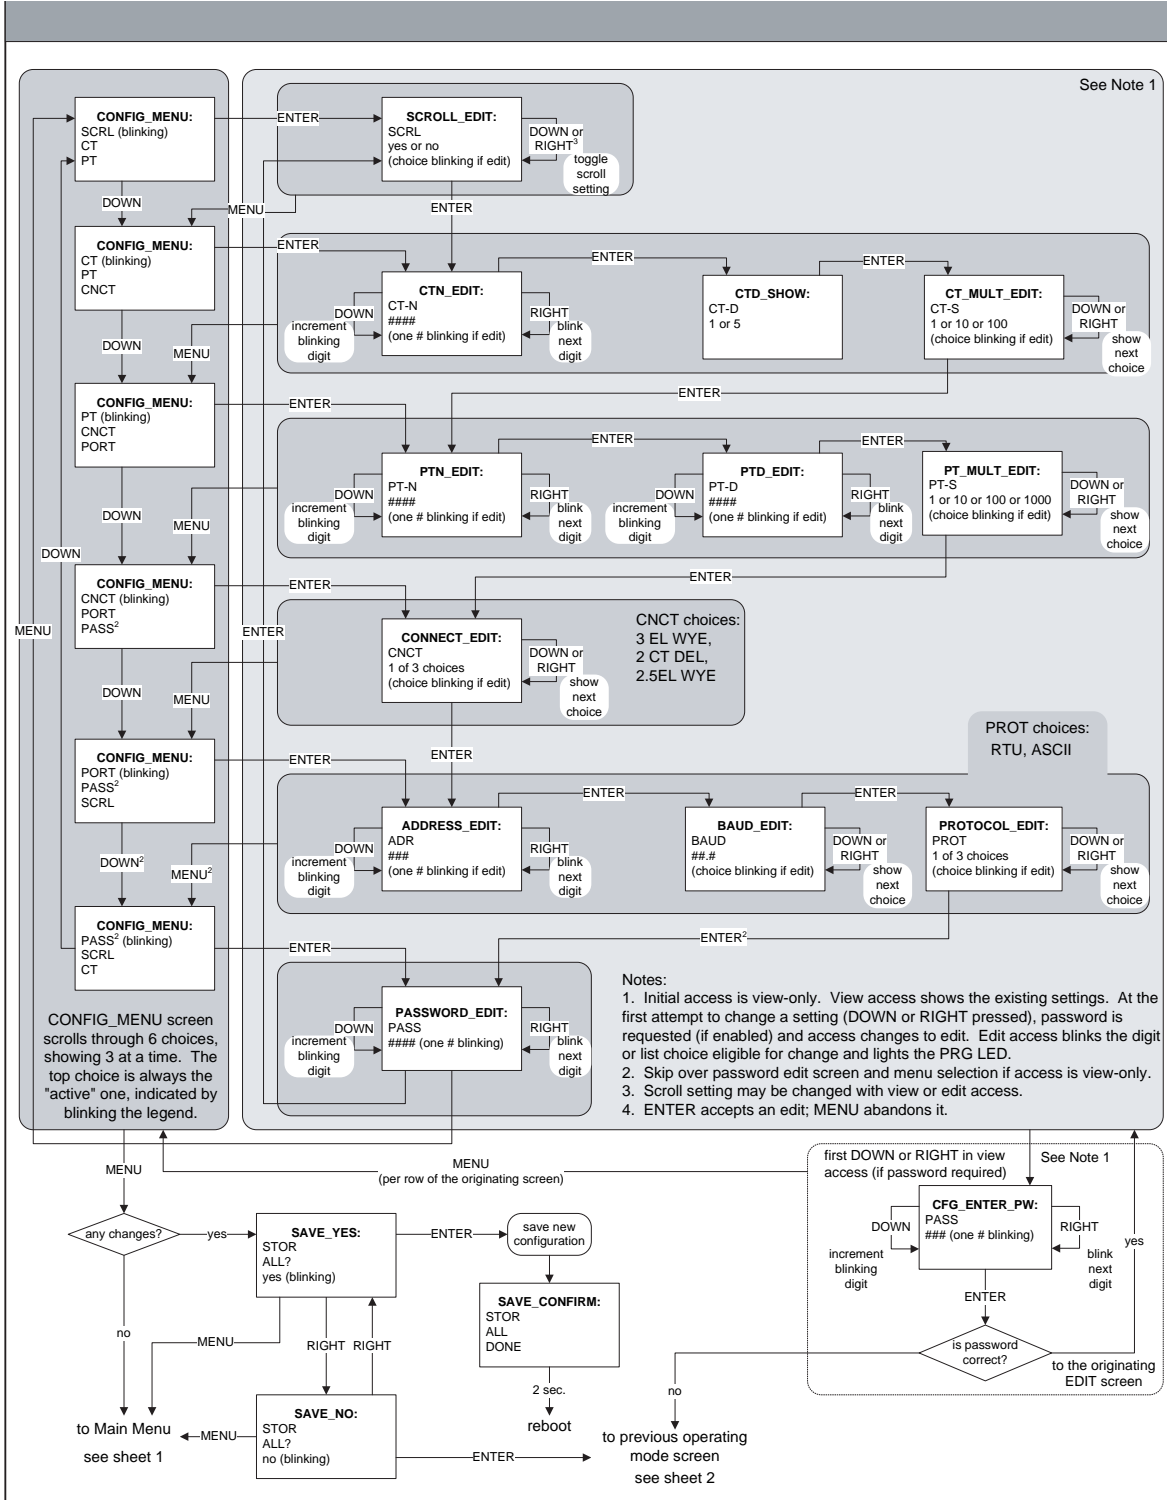 See Note 1
CONFIG_MENU:
SCRL (blinking)
CT
PT
ENTER
SCROLL_EDIT:
SCRL
yes or no
(choice blinking if edit)
DOWN or
RIGHT3
toggle
scroll
setting
DOWN
MENU
ENTER
CONFIG_MENU:
CT (blinking)
PT
CNCT
ENTER
CTN_EDIT:
CT-N
####
(one # blinking if edit)
DOWN
increment
blinking
digit
RIGHT
blink
next
digit
ENTER
CTD_SHOW:
CT-D
1 or 5
ENTER
CT_MULT_EDIT:
CT-S
1 or 10 or 100
(choice blinking if edit)
DOWN or
RIGHT
show
next
choice
DOWN
MENU
ENTER
CONFIG_MENU:
PT (blinking)
CNCT
PORT
ENTER
PTN_EDIT:
PT-N
####
(one # blinking if edit)
DOWN
increment
blinking
digit
RIGHT
blink
next
digit
ENTER
PTD_EDIT:
PT-D
####
(one # blinking if edit)
DOWN
increment
blinking
digit
RIGHT
blink
next
digit
ENTER
PT_MULT_EDIT:
PT-S
1 or 10 or 100 or 1000
(choice blinking if edit)
DOWN or
RIGHT
show
next
choice
DOWN
MENU
DOWN
ENTER
CONFIG_MENU:
CNCT (blinking)
PORT
PASS2
ENTER
MENU
ENTER
CONNECT_EDIT:
CNCT
1 of 3 choices
(choice blinking if edit)
DOWN or
RIGHT
show
next
choice
CNCT choices:
3 EL WYE,
2 CT DEL,
2.5EL WYE
DOWN
MENU
ENTER
PROT choices:
RTU, ASCII
CONFIG_MENU:
PORT (blinking)
PASS2
SCRL
ENTER
ADDRESS_EDIT:
ADR
###
(one # blinking if edit)
DOWN
increment
blinking
digit
RIGHT
blink
next
digit
ENTER
BAUD_EDIT:
BAUD
##.#
(choice blinking if edit)
DOWN or
RIGHT
show
next
choice
ENTER
PROTOCOL_EDIT:
PROT
1 of 3 choices
(choice blinking if edit)
DOWN or
RIGHT
show
next
choice
DOWN2
MENU2
ENTER2
CONFIG_MENU:
PASS2 (blinking)
SCRL
CT
ENTER
PASSWORD_EDIT:
PASS
#### (one # blinking)
DOWN
increment
blinking
digit
RIGHT
blink
next
digit
CONFIG_MENU screen
scrolls through 6 choices,
showing 3 at a time. The
top choice is always the
"active" one, indicated by
blinking the legend.
Notes:
1. Initial access is view-only. View access shows the existing settings. At the
first attempt to change a setting (DOWN or RIGHT pressed), password is
requested (if enabled) and access changes to edit. Edit access blinks the digit
or list choice eligible for change and lights the PRG LED.
2. Skip over password edit screen and menu selection if access is view-only.
3. Scroll setting may be changed with view or edit access.
4. ENTER accepts an edit; MENU abandons it.
MENU
MENU
(per row of the originating screen)
first DOWN or RIGHT in view
access (if password required)
See Note 1
CFG_ENTER_PW:
PASS
### (one # blinking)
DOWN
increment
blinking
digit
RIGHT
blink
next
digit
yes
ENTER
is password
correct?
to the originating
EDIT screen
no
to previous operating
mode screen
see sheet 2
any changes?
yes
no
SAVE_YES:
STOR
ALL?
yes (blinking)
ENTER
save new
configuration
SAVE_CONFIRM:
STOR
ALL
DONE
2 sec.
reboot
MENU
RIGHT
RIGHT
SAVE_NO:
STOR
ALL?
no (blinking)
MENU
ENTER
to Main Menu
see sheet 1